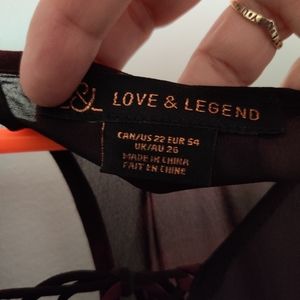 L&L LOVE & LEGEND
CAN/US 22 EUR 54
UK/AU 26
MADE IN CHINA
FAIT EN CHINE